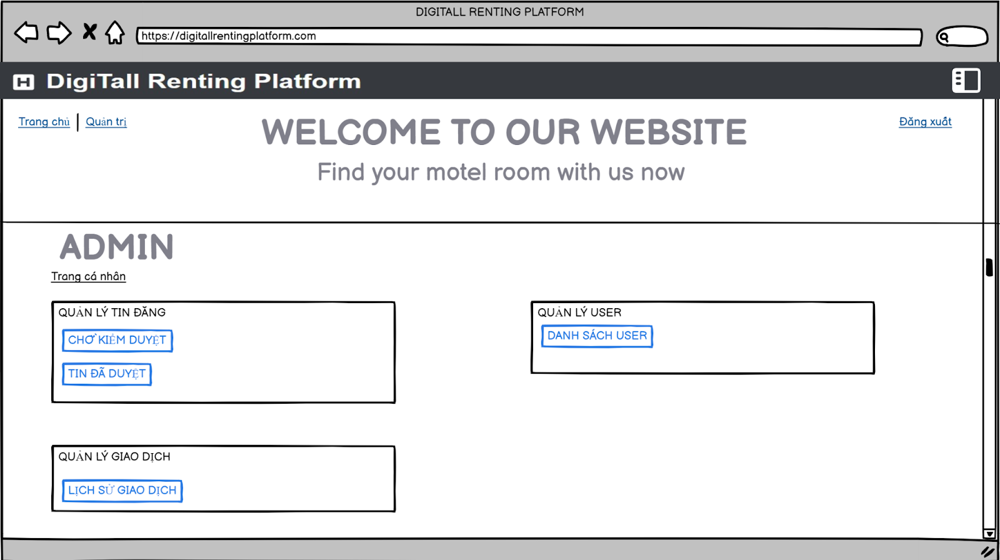 DIGITALL RENTING PLATFORM
https://digitallrentingplatform.com
H DigiTall Renting Platform
Trang chủ | Quản trị
Đăng xuất
WELCOME TO OUR WEBSITE
Find your motel room with us now
ADMIN
Trang cá nhân
QUẢN LÝ TIN ĐĂNG
CHỜ KIỂM DUYỆT
TIN ĐÃ DUYỆT
QUẢN LÝ USER
DANH SÁCH USER
QUẢN LÝ GIAO DỊCH
LỊCH SỬ GIAO DỊCH